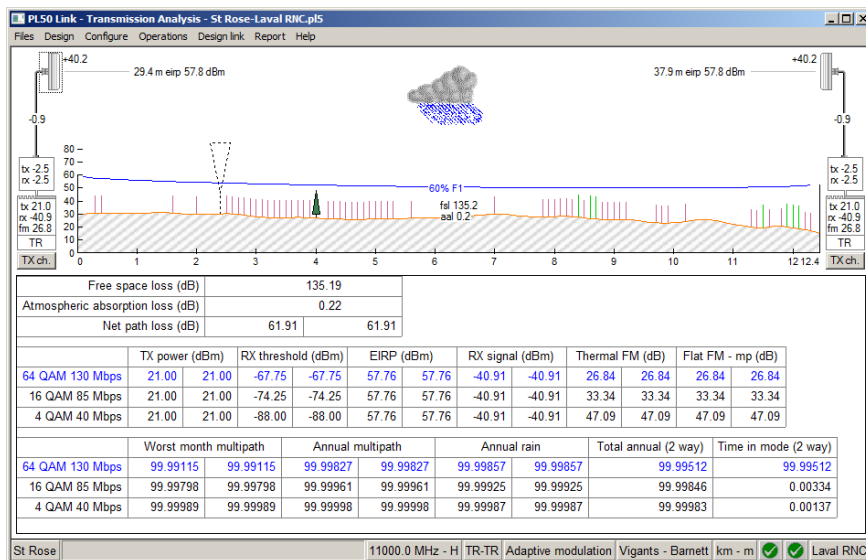 PL50 Link - Transmission Analysis - St Rose-Laval RNC.pl5
Files Design Configure Operations Design link Report Help
+40.2 +40.2
29.4 m eirp 57.8 dBm 37.9 m eirp 57.8 dBm
-0.9 -0.9
80
70
60
50
40
30
20
10
0
tx -2.5
rx -2.5
tx 21.0
rx -40.9
fm 26.8
TR
TX ch.
60% F1
fsl 135.2
aal 0.2
tx -2.5
rx -2.5
tx 21.0
rx -40.9
fm 26.8
TR
TX ch.
0 1 2 3 4 5 6 7 8 9 10 11 12 12.4
Free space loss (dB) 135.19
Atmospheric absorption loss (dB) 0.22
Net path loss (dB) 61.91 61.91
TX power (dBm) RX threshold (dBm) EIRP (dBm) RX signal (dBm) Thermal FM (dB) Flat FM - mp (dB)
64 QAM 130 Mbps 21.00 21.00 -67.75 -67.75 57.76 57.76 -40.91 -40.91 26.84 26.84 26.84 26.84
16 QAM 85 Mbps 21.00 21.00 -74.25 -74.25 57.76 57.76 -40.91 -40.91 33.34 33.34 33.34 33.34
4 QAM 40 Mbps 21.00 21.00 -88.00 -88.00 57.76 57.76 -40.91 -40.91 47.09 47.09 47.09 47.09
Worst month multipath Annual multipath Annual rain Total annual (2 way) Time in mode (2 way)
64 QAM 130 Mbps 99.99115 99.99115 99.99827 99.99827 99.99857 99.99857 99.99512 99.99512
16 QAM 85 Mbps 99.99798 99.99798 99.99961 99.99961 99.99925 99.99925 99.99846 0.00334
4 QAM 40 Mbps 99.99989 99.99989 99.99998 99.99998 99.99987 99.99987 99.99983 0.00137
St Rose 11000.0 MHz - H TR-TR Adaptive modulation Vigants - Barnett km - m Laval RNC